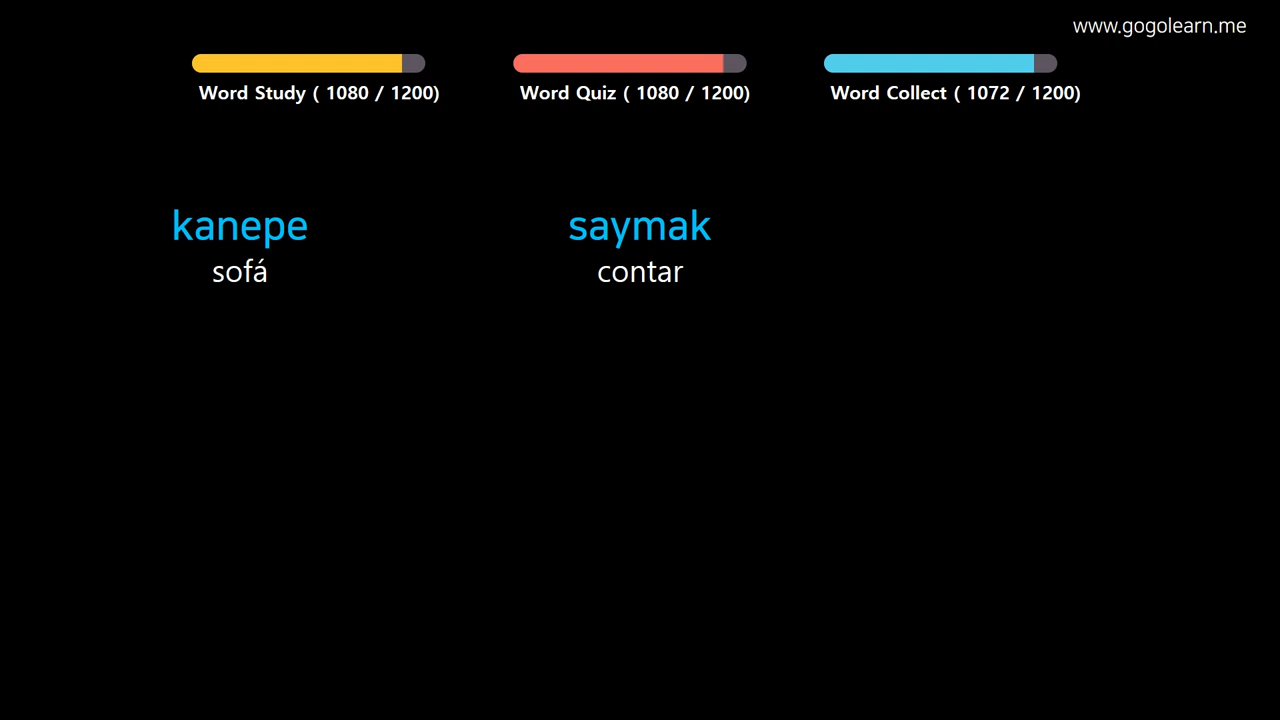 www.gogolearn.me
Word Study ( 1080 / 1200)
Word Quiz ( 1080 / 1200)
Word Collect ( 1072 / 1200)
kanepe
sofá
saymak
contar